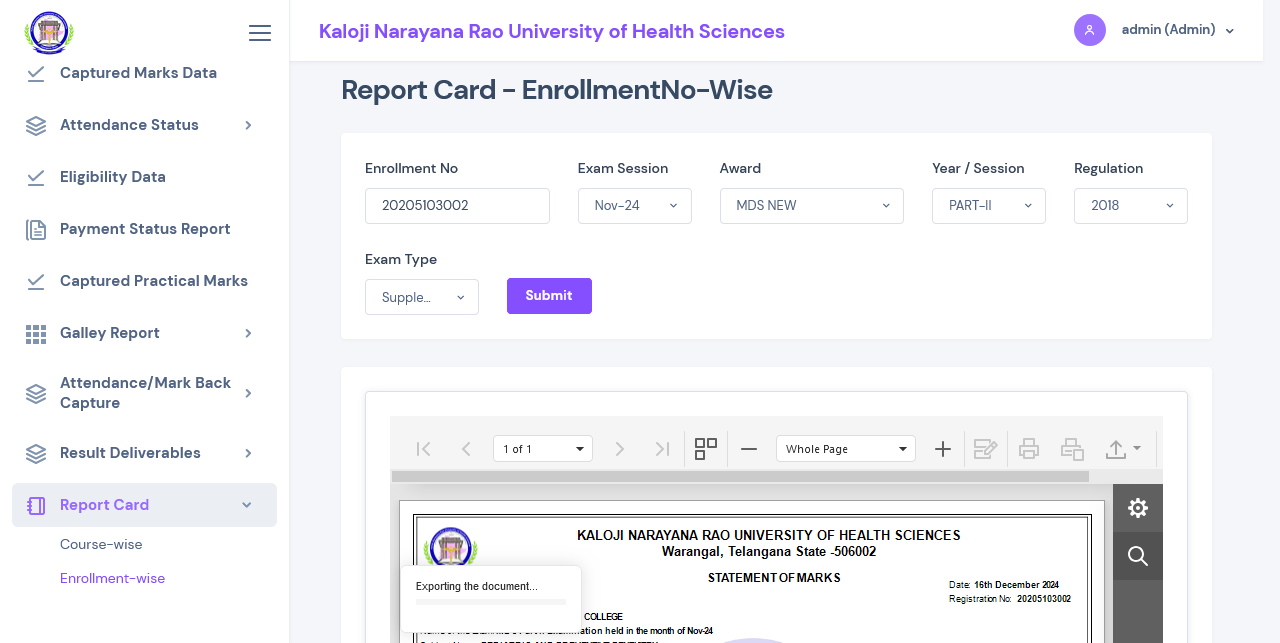 Kaloji Narayana Rao University of Health Sciences
admin (Admin)
Captured Marks Data
Attendance Status
Eligibility Data
Payment Status Report
Captured Practical Marks
Galley Report
Attendance/Mark Back
Capture
Result Deliverables
Report Card
Course-wise
Enrollment-wise
Report Card - EnrollmentNo-Wise
Enrollment No
Exam Session
Award
Year / Session
Regulation
20205103002
Nov-24
MDS NEW
PART-II
2018
Exam Type
Supple...
Submit
1 of 1
Whole Page
KALOJI NARAYANA RAO UNIVERSITY OF HEALTH SCIENCES
Warangal, Telangana State -506002
STATEMENT OF MARKS
Date: 16th December 2024
Registration No: 20205103002
Exporting the document...
COLLEGE
held in the month of Nov-24